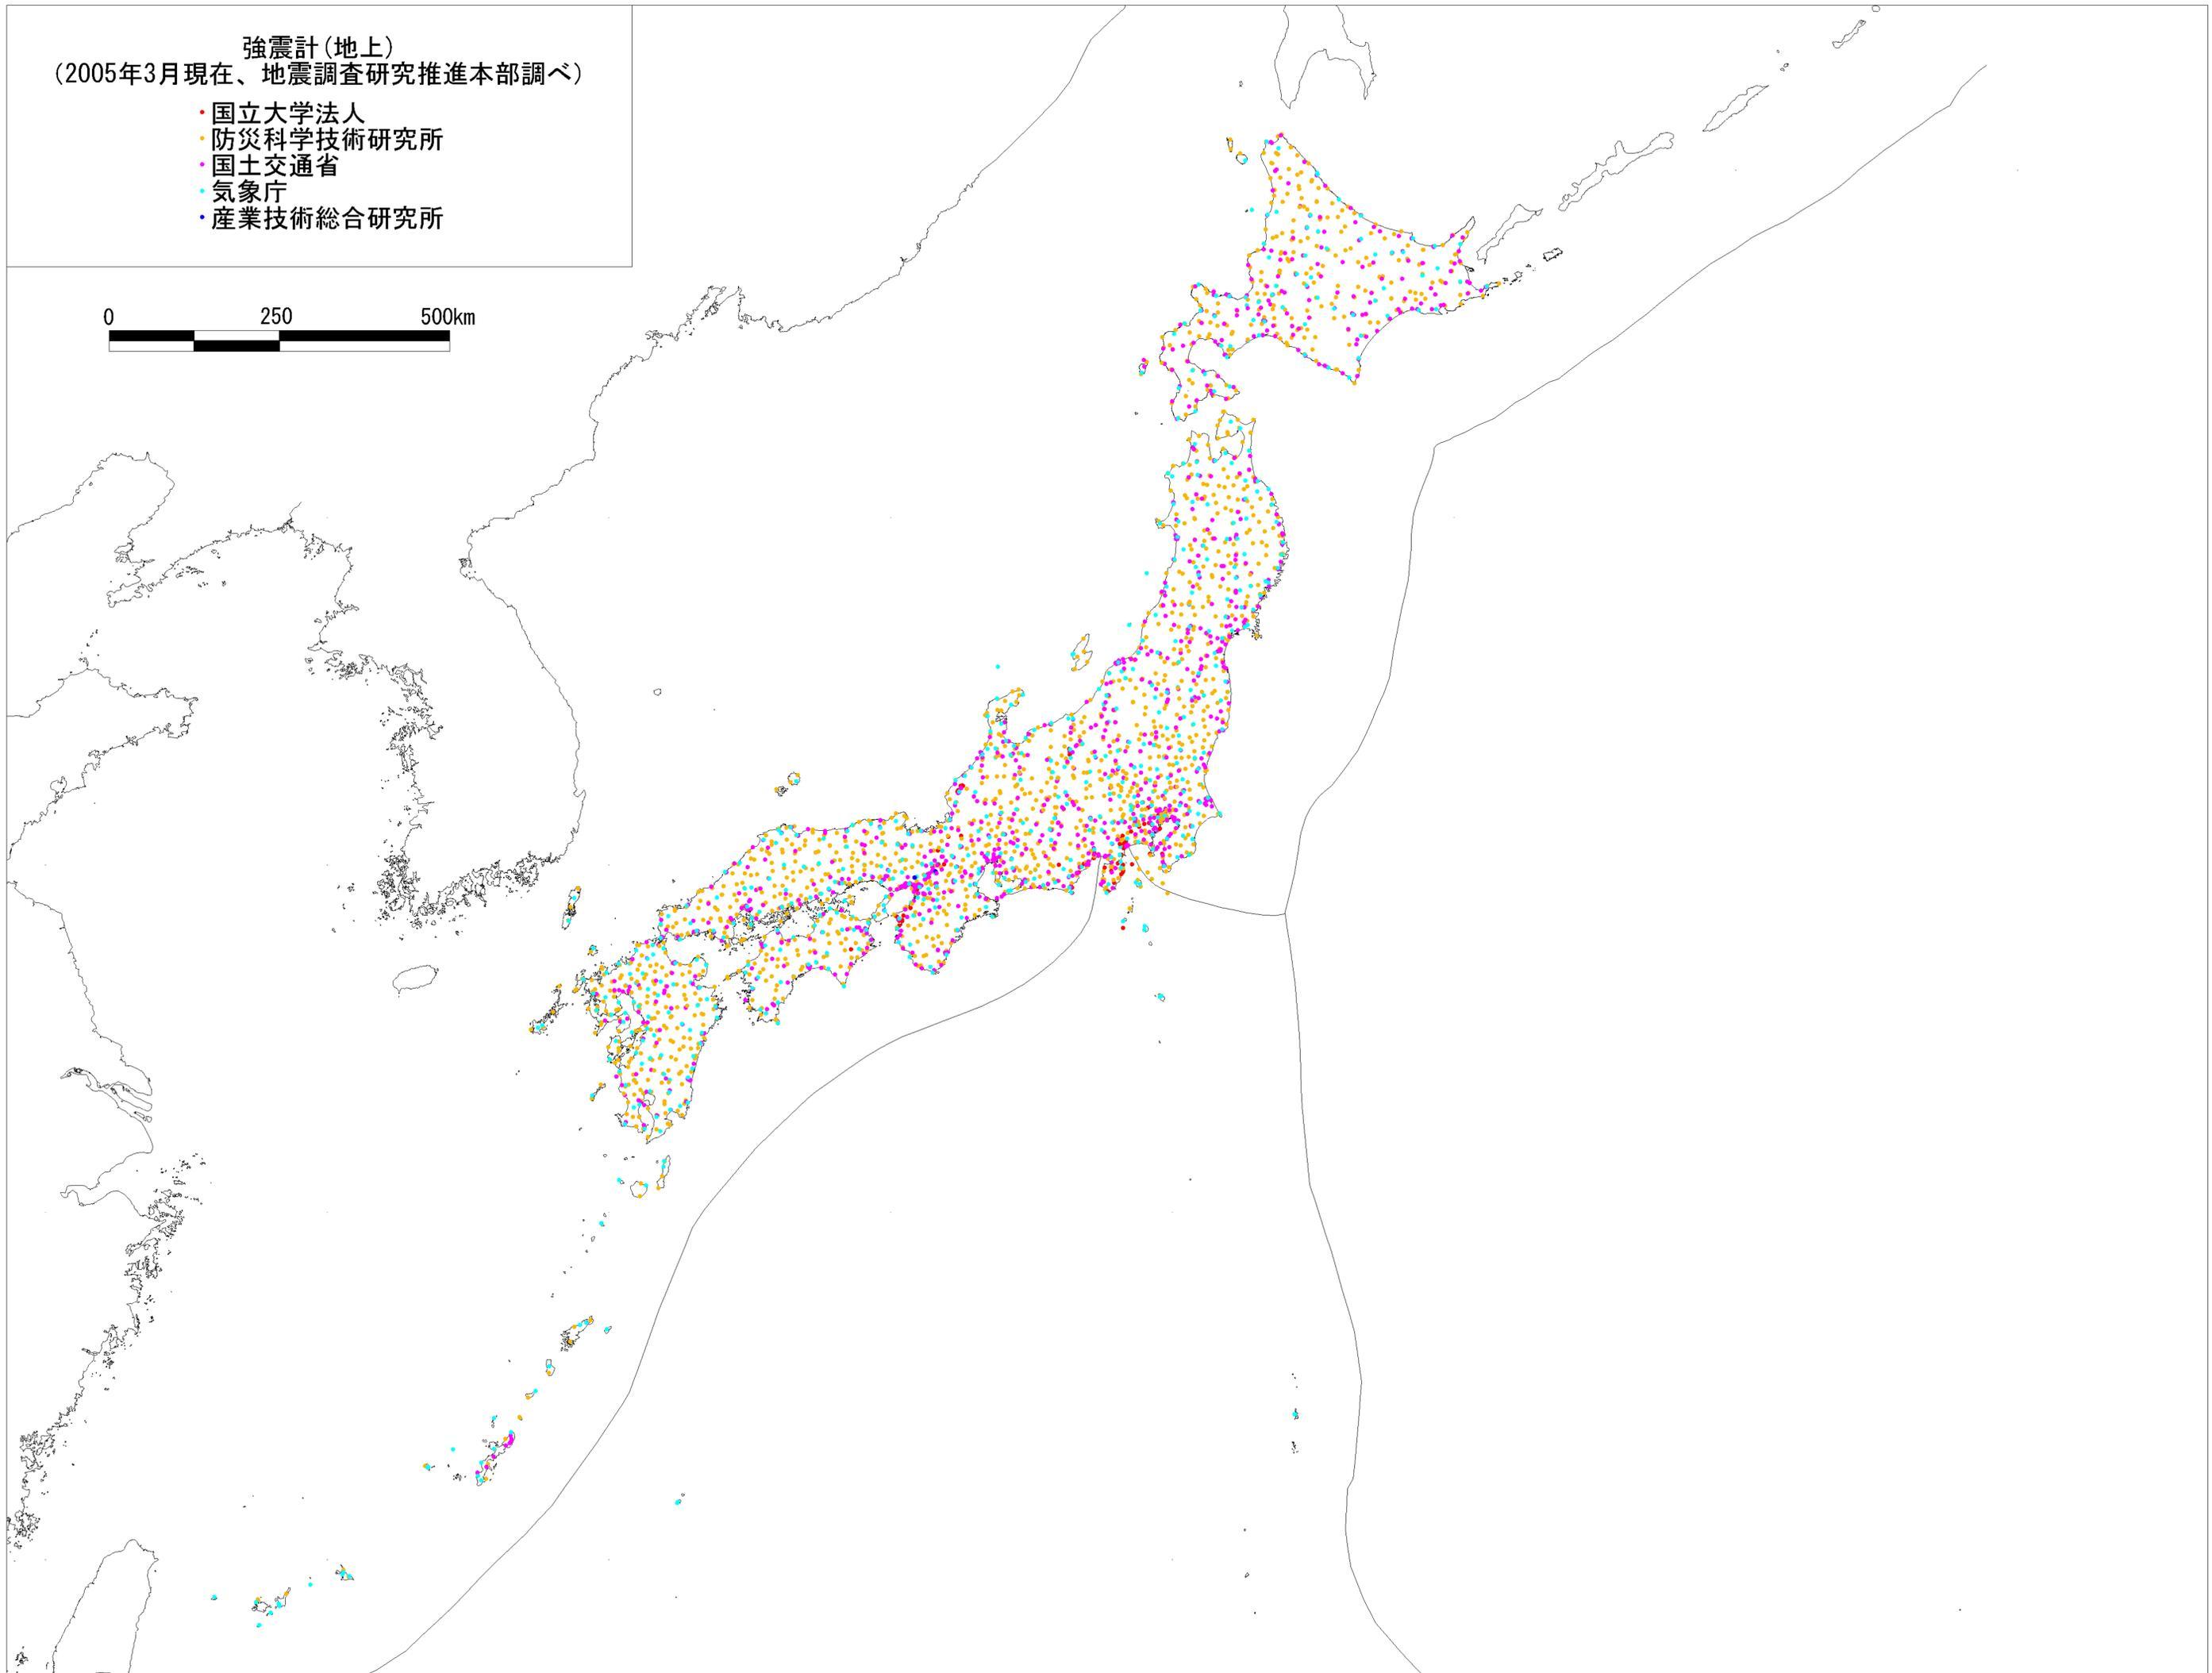 強震計(地上)
(2005年3月現在、地震調査研究推進本部調べ)
国立大学法人
防災科学技術研究所
国土交通省
気象庁
産業技術総合研究所
0 250 500km